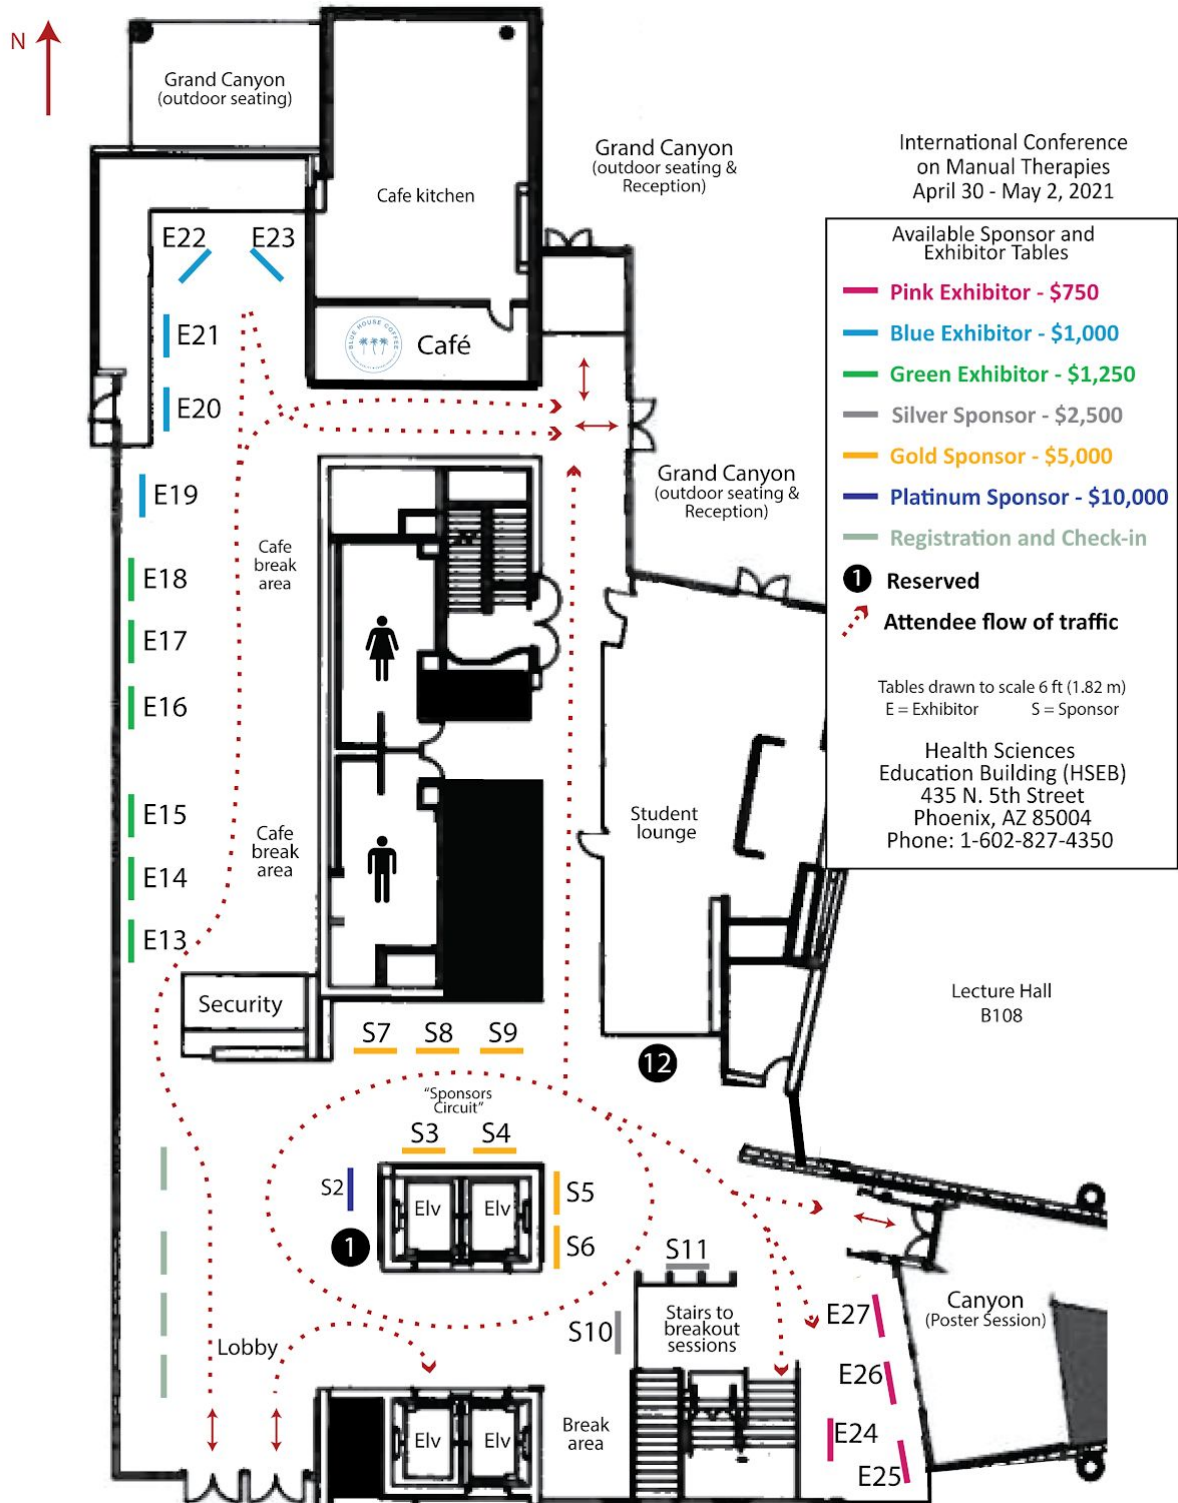 N
Grand Canyon
(outdoor seating)
Cafe kitchen
Grand Canyon
(outdoor seating &
Reception)
International Conference
on Manual Therapies
April 30 - May 2, 2021
Available Sponsor and
Exhibitor Tables
Pink Exhibitor - $750
Blue Exhibitor - $1,000
Green Exhibitor - $1,250
Silver Sponsor - $2,500
Gold Sponsor - $5,000
Platinum Sponsor - $10,000
Registration and Check-in
1 Reserved
Attendee flow of traffic
Tables drawn to scale 6 ft (1.82 m)
E = Exhibitor S = Sponsor
Health Sciences
Education Building (HSEB)
435 N. 5th Street
Phoenix, AZ 85004
Phone: 1-602-827-4350
E22 E23
E21
BLUE HOUSE COFFEE
Café
E20
E19
Grand Canyon
(outdoor seating &
Reception)
Cafe
break
area
E18
E17
E16
E15
Student
lounge
Cafe
break
area
E14
E13
Security
Lecture Hall
B108
S7 S8 S9
12
"Sponsors
Circuit"
S3 S4
S2
Elv Elv
S5
1
S6
S11
Stairs to
breakout
sessions
S10
Lobby
E27
Canyon
(Poster Session)
E26
E24
E25
Elv Elv
Break
area